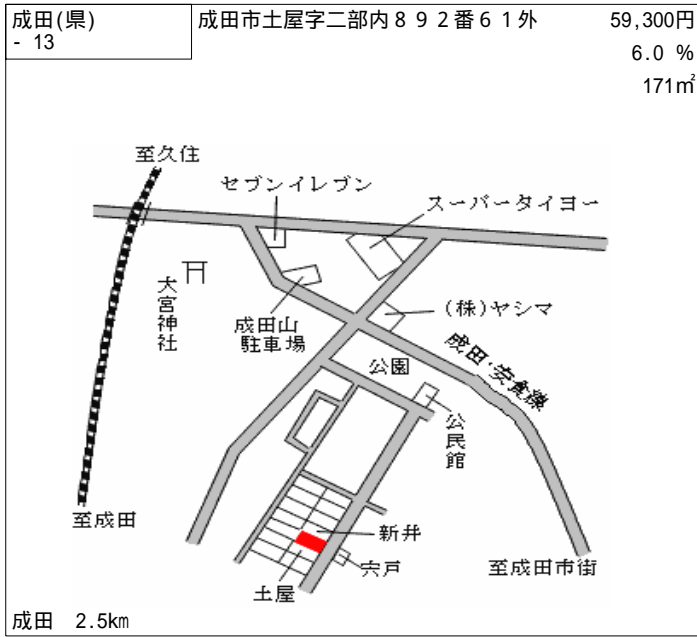 成田(県)
- 13
成田市土屋字二部内８９２番６１外
59,300円
6.0 %
171㎡
至久住
セブンイレブン
スーパータイヨー
大宮神社
成田山
駐車場
(株)ヤシマ
成田・安食線
公園
公民館
至成田
新井
宍戸
土屋
至成田市街
成田 2.5km